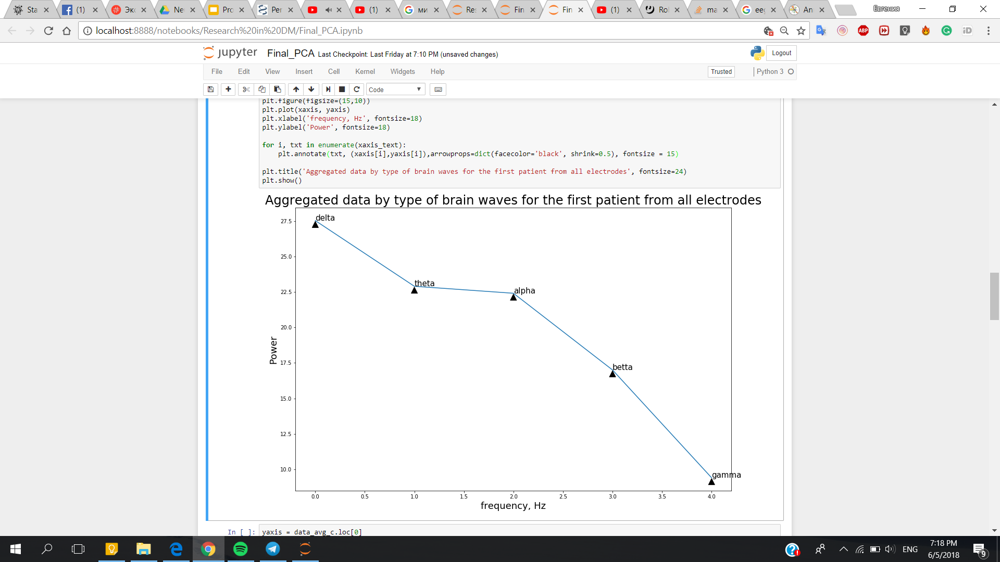 Sta
(1)
Экс
Ne
Pro
Per
(1)
ми
Res
Fin
Fin
(1)
Rol
ma
eeg
An
Евгения
localhost:8888/notebooks/Research%20in%20DM/Final_PCA.ipynb
ABP
jupyter
Final_PCA Last Checkpoint: Last Friday at 7:10 PM (unsaved changes)
Logout
File Edit View Insert Cell Kernel Widgets Help
Trusted
Python 3
Code
plt.figure(figsize=(15,10))
plt.plot(xaxis, yaxis)
plt.xlabel('frequency, Hz', fontsize=18)
plt.ylabel('Power', fontsize=18)
for i, txt in enumerate(xaxis_text):
plt.annotate(txt, (xaxis[i],yaxis[i]),arrowprops=dict(facecolor='black', shrink=0.5), fontsize = 15)
plt.title('Aggregated data by type of brain waves for the first patient from all electrodes', fontsize=24)
plt.show()
Aggregated data by type of brain waves for the first patient from all electrodes
27.5
25.0
22.5
20.0
17.5
15.0
12.5
10.0
Power
delta
theta
alpha
betta
gamma
0.0 0.5 1.0 1.5 2.0 2.5 3.0 3.5 4.0
frequency, Hz
In [ ]:
yaxis = data_avg_c.loc[0]
ENG
7:18 PM
6/5/2018
9